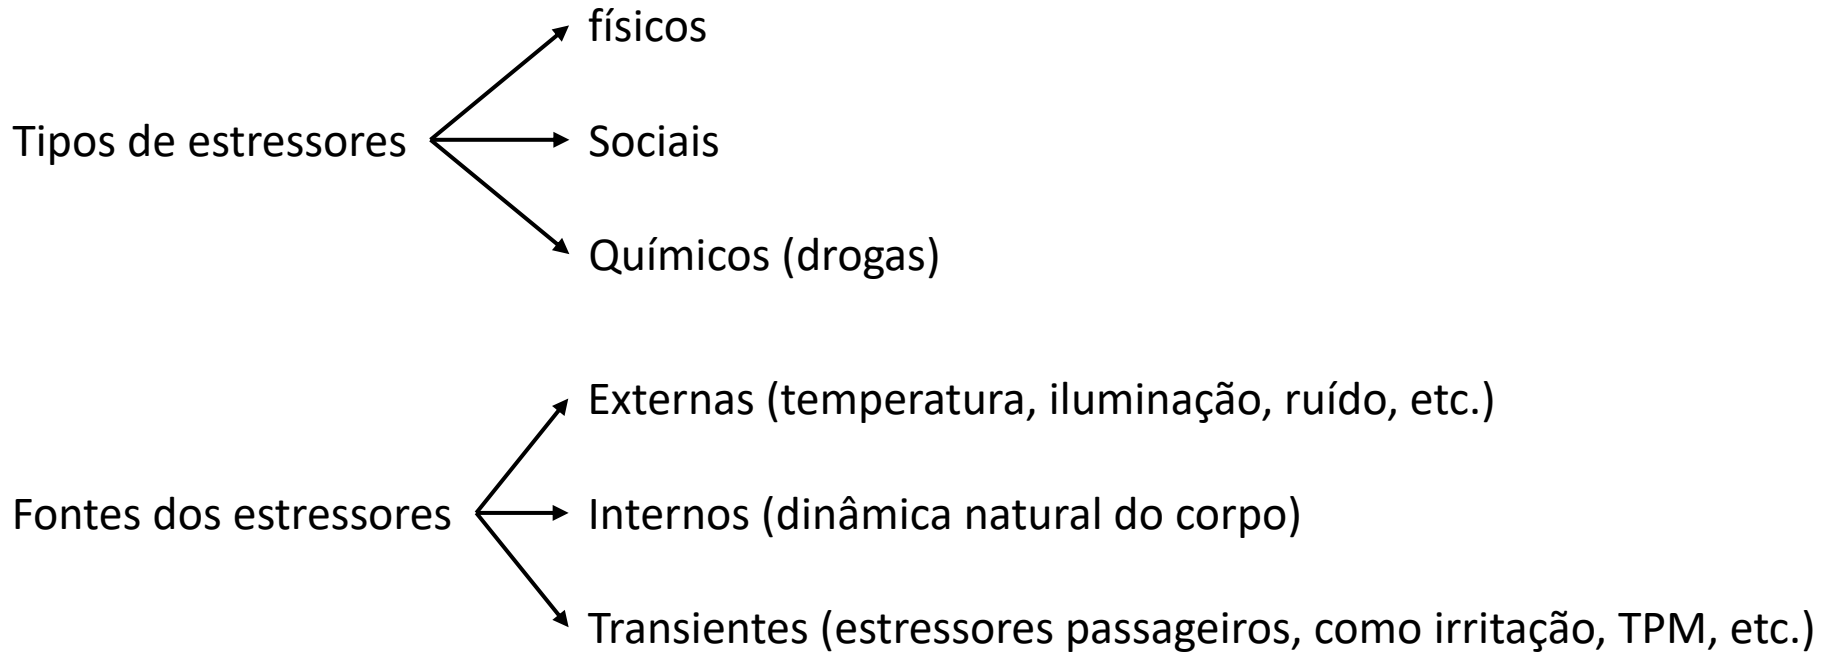 físicos
Tipos de estressores
Sociais
Químicos (drogas)
Externas (temperatura, iluminação, ruído, etc.)
Fontes dos estressores
Internos (dinâmica natural do corpo)
Transientes (estressores passageiros, como irritação, TPM, etc.)